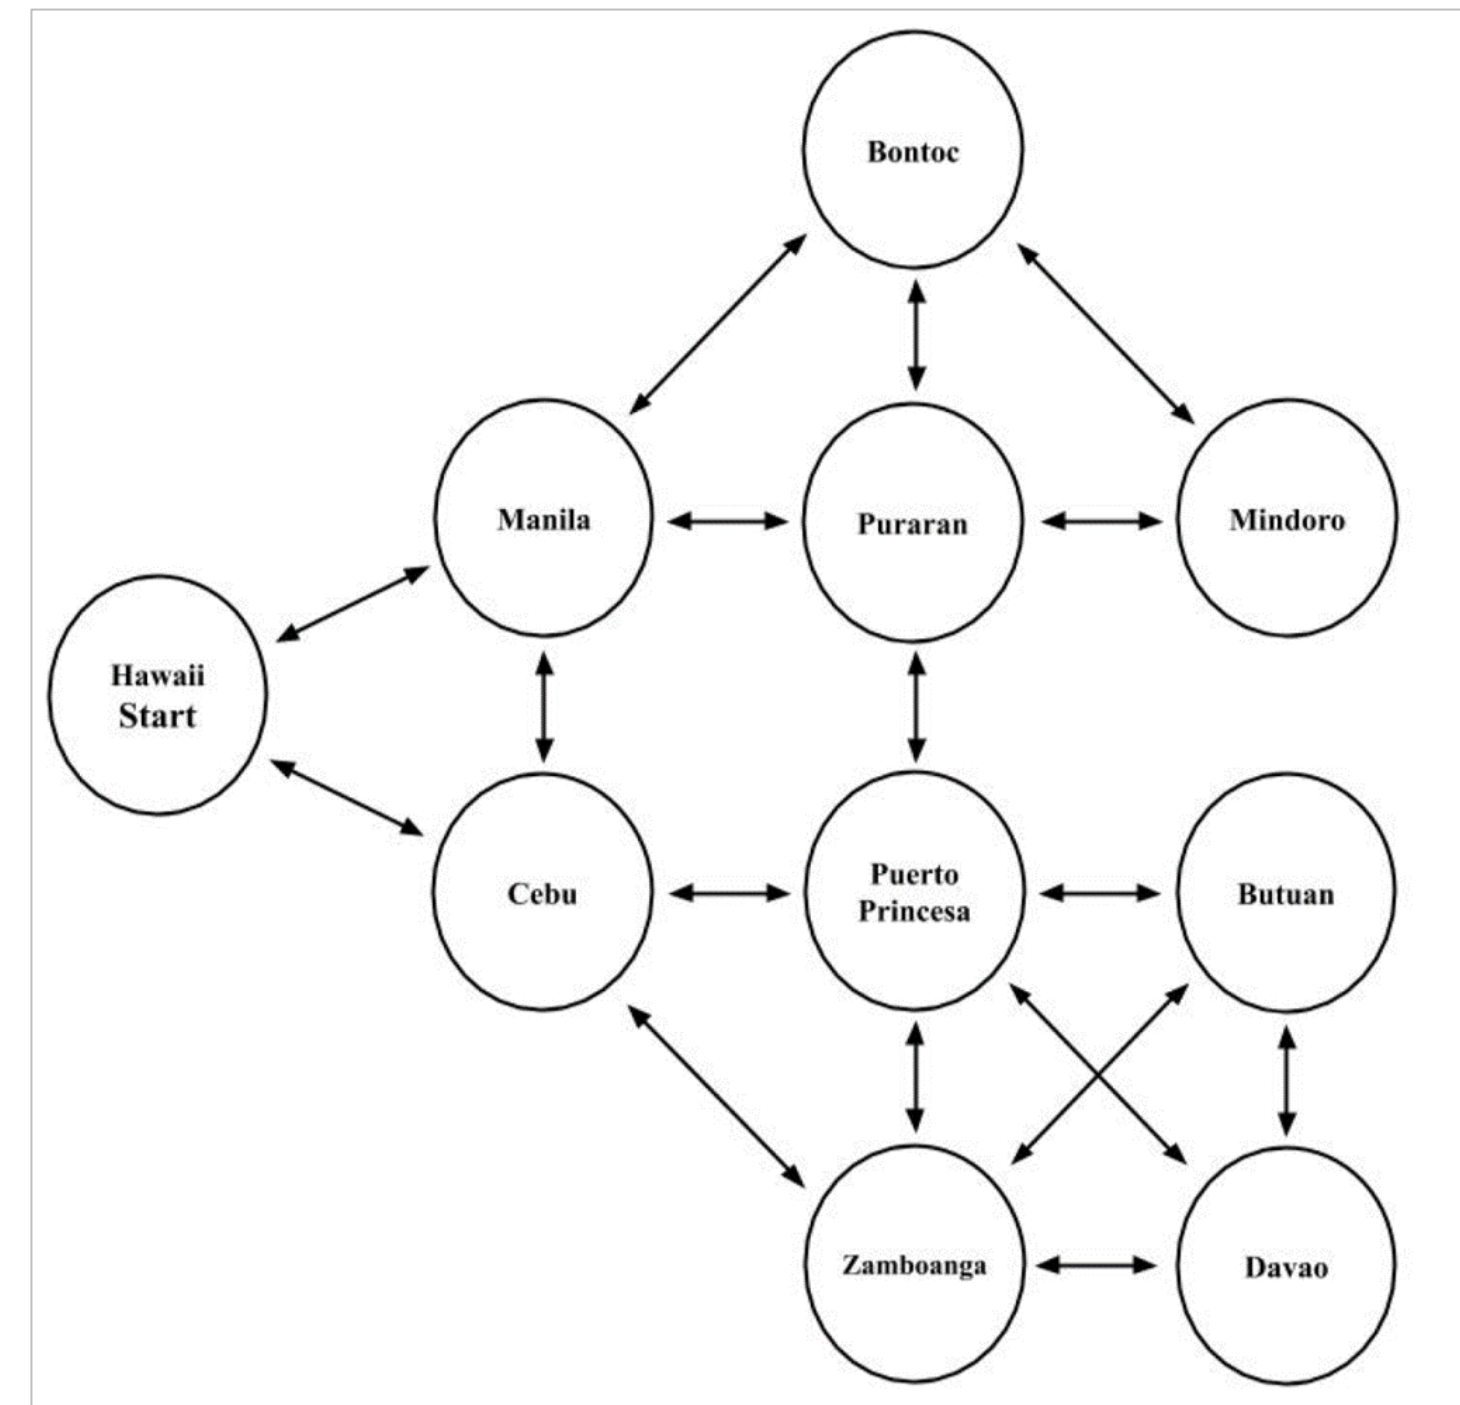 Bontoc
Manila
Puraran
Mindoro
Hawaii
Start
Cebu
Puerto
Princesa
Butuan
Zamboanga
Davao